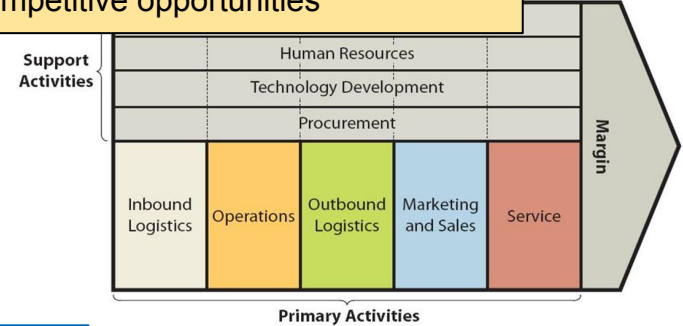 mpetitive opportunities
Support
Activities
Human Resources
Technology Development
Procurement
Margin
Inbound
Logistics
Operations
Outbound
Logistics
Marketing
and Sales
Service
Primary Activities